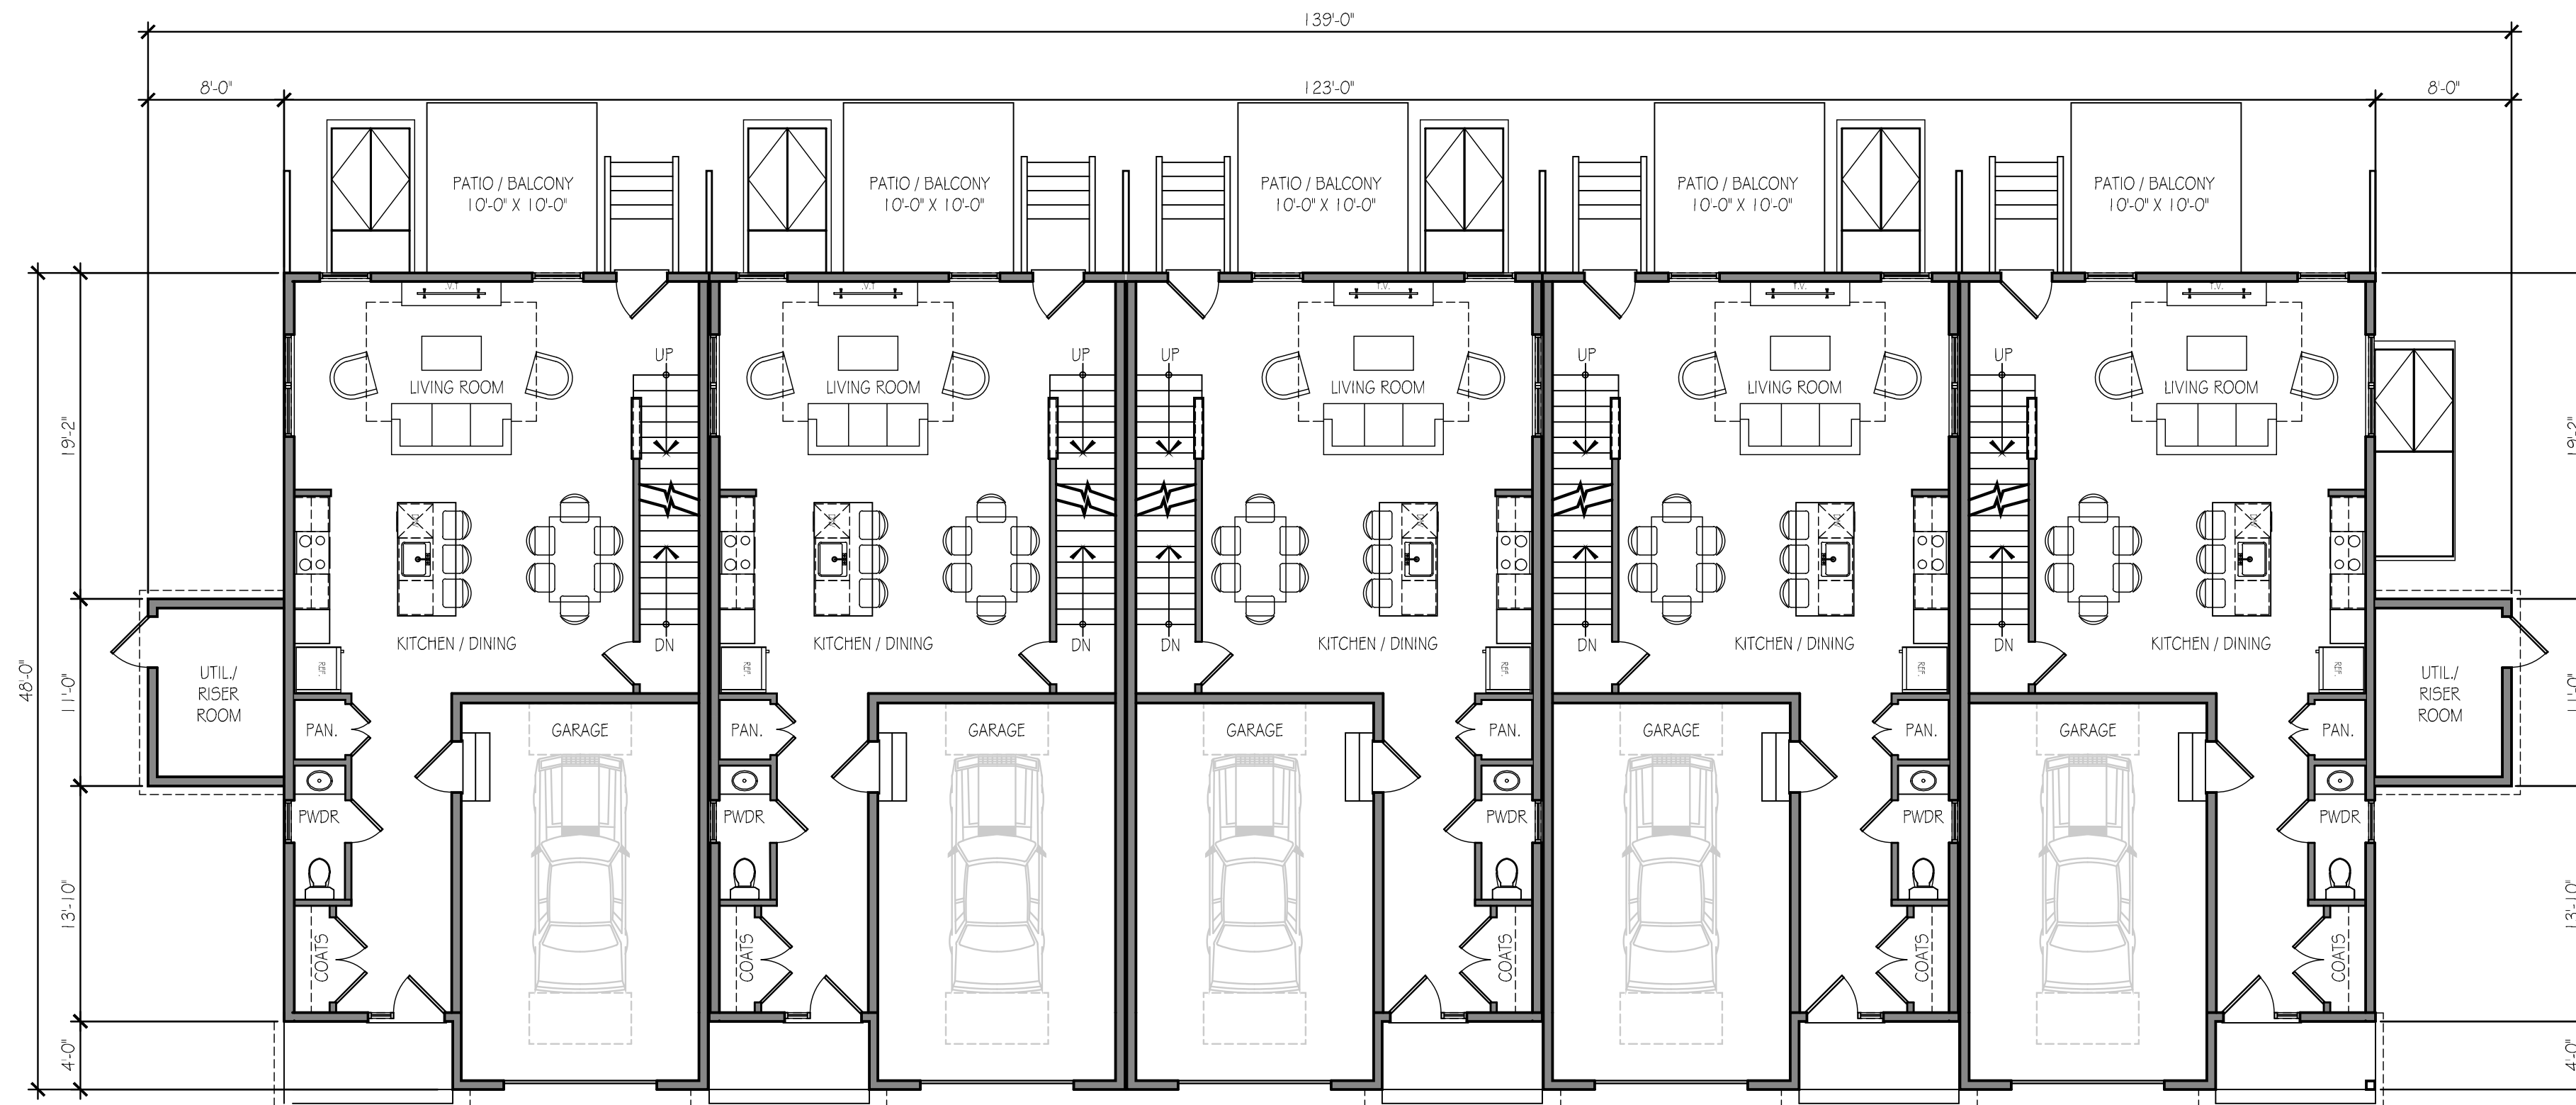 139'-0"
8'-0"
123'-0"
8'-0"
PATIO / BALCONY
10'-0" X 10'-0"
PATIO / BALCONY
10'-0" X 10'-0"
PATIO / BALCONY
10'-0" X 10'-0"
PATIO / BALCONY
10'-0" X 10'-0"
PATIO / BALCONY
10'-0" X 10'-0"
T.V.
T.V.
T.V.
T.V.
T.V.
UP
UP
UP
UP
UP
LIVING ROOM
LIVING ROOM
LIVING ROOM
LIVING ROOM
LIVING ROOM
19'-2"
19'-2"
DN
DN
DN
DN
DN
KITCHEN / DINING
KITCHEN / DINING
KITCHEN / DINING
KITCHEN / DINING
KITCHEN / DINING
REF.
REF.
REF.
REF.
REF.
48'-0"
11'-0"
11'-0"
UTIL./
RISER
ROOM
UTIL./
RISER
ROOM
PAN.
GARAGE
PAN.
GARAGE
GARAGE
PAN.
GARAGE
PAN.
GARAGE
PAN.
PWDR
PWDR
PWDR
PWDR
PWDR
13'-10"
13'-10"
COATS
COATS
COATS
COATS
COATS
4'-0"
4'-0"